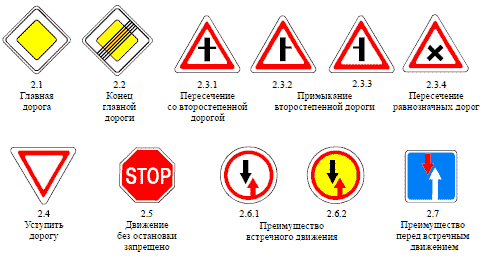 2.1
Главная
дорога
2.2
Конец
главной
дороги
2.3.1
Пересечение
со второстепенной
дорогой
2.3.2 2.3.3
Примыкание
второстепенной дороги
2.3.4
Пересечение
равнозначных дорог
2.4
Уступить
дорогу
STOP
2.5
Движение
без остановки
запрещено
2.6.1 2.6.2
Преимущество
встречного движения
2.7
Преимущество
перед встречным
движением